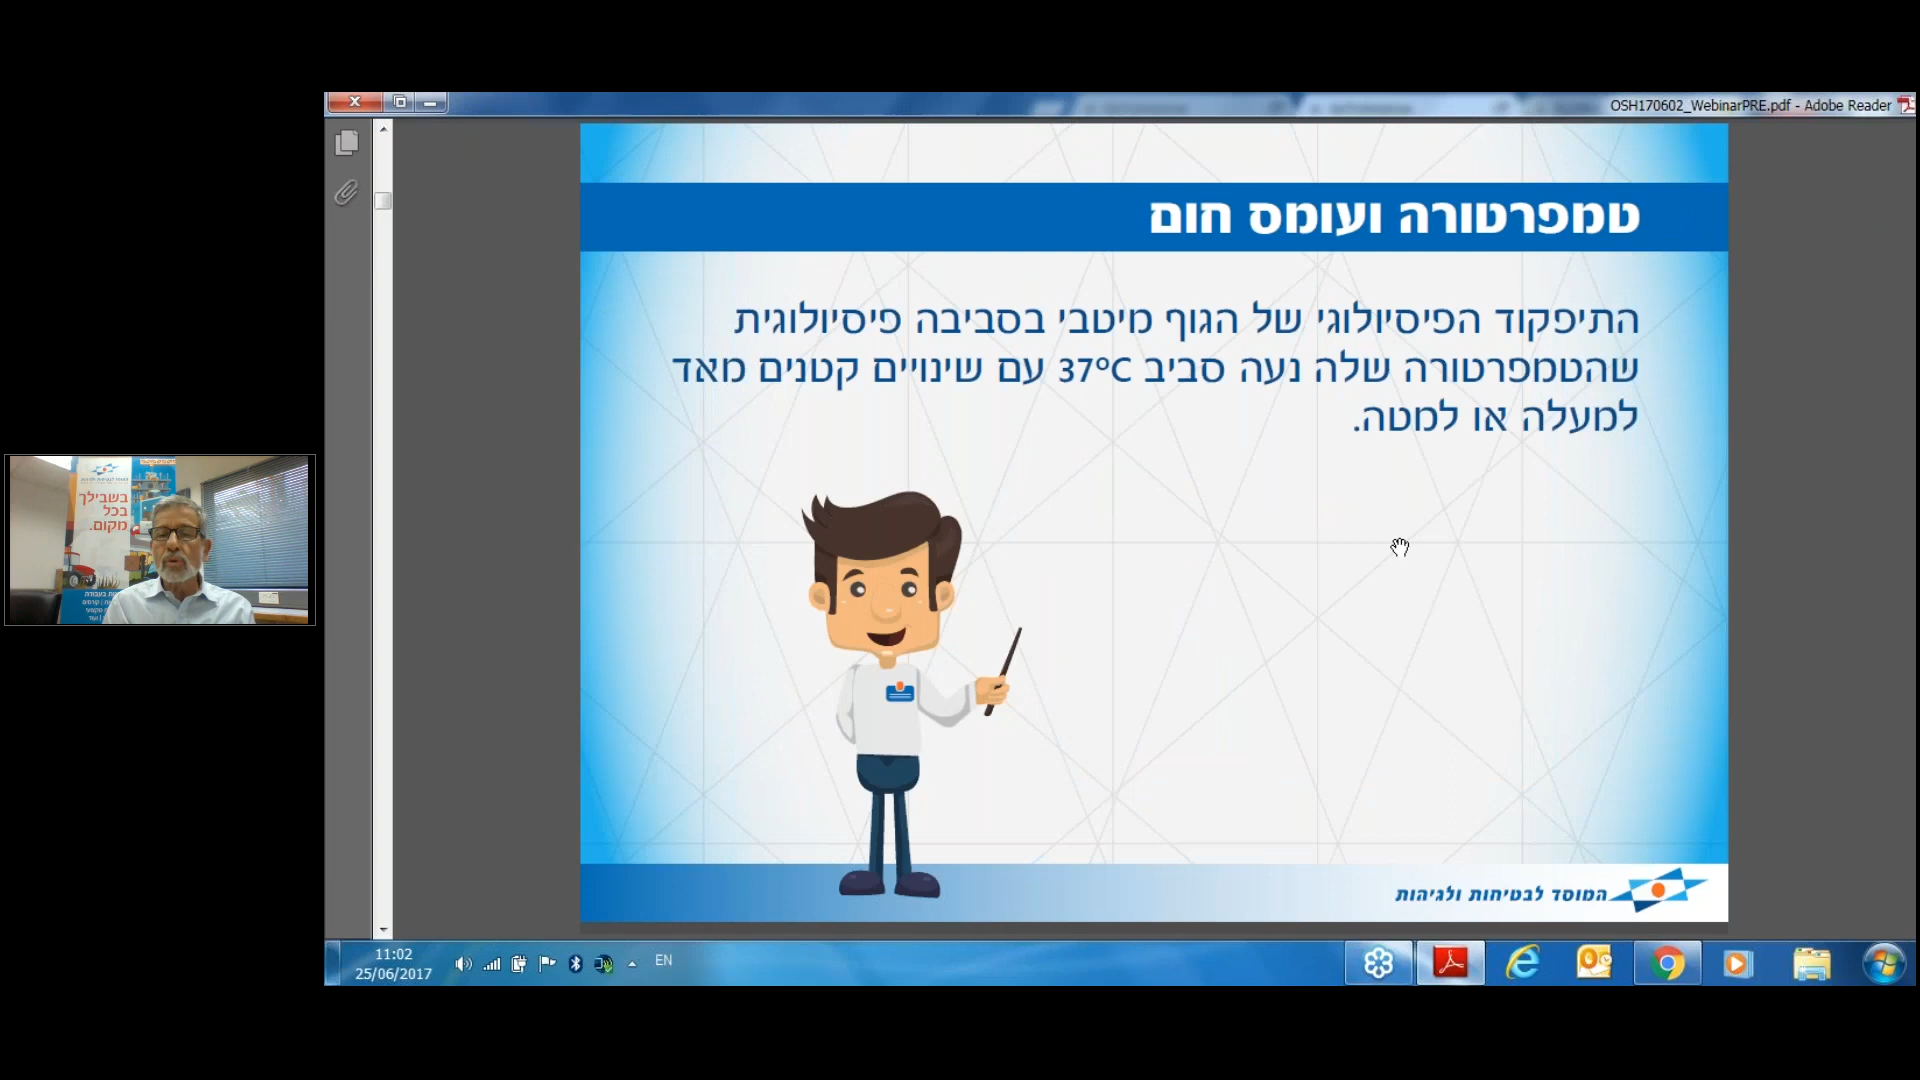 OSH170602_WebinarPRE.pdf - Adobe Reader
טמפרטורה ועומס חום
התיפקוד הפיסיולוגי של הגוף מיטבי בסביבה פיסיולוגית
שהטמפרטורה שלה נעה סביב 37°C עם שינויים קטנים מאד
למעלה או למטה.
המוסד לבטיחות ולגיהות
בשבילך
בכל
מקום.
11:02
25/06/2017
EN